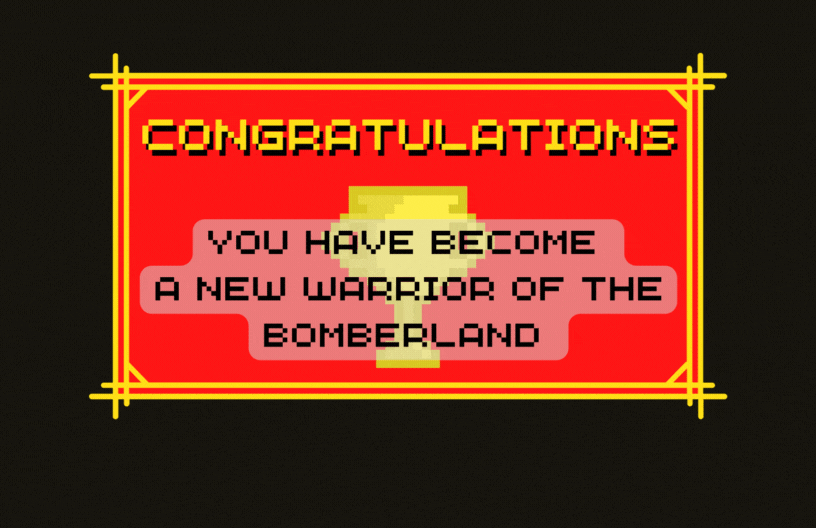 CONGRATULATIONS
YOU HAVE BECOME
A NEW WARRIOR OF THE
BOMBERLAND